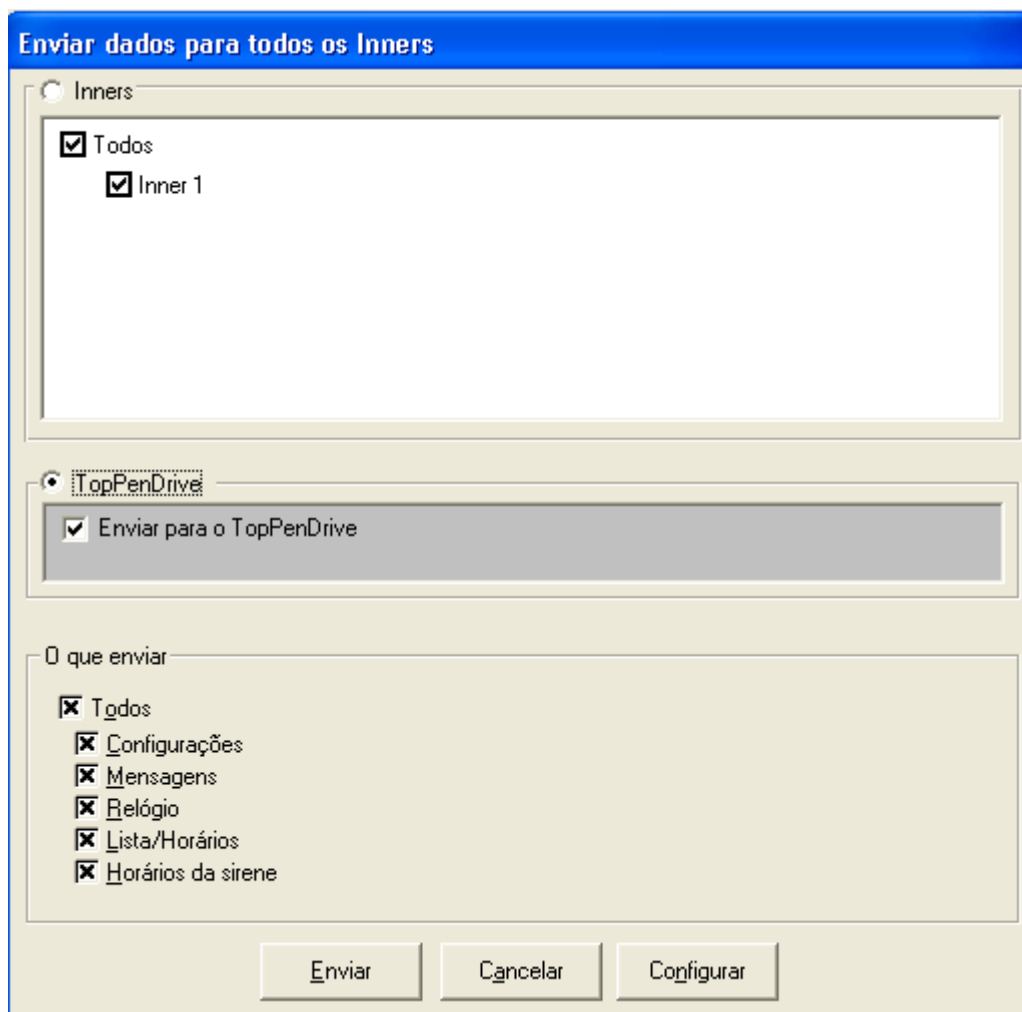 Enviar dados para todos os Inners
Inners
Todos
Inner 1
TopPenDrive
Enviar para o TopPenDrive
O que enviar
Todos
Configurações
Mensagens
Relógio
Lista/Horários
Horários da sirene
Enviar Cancelar Configurar